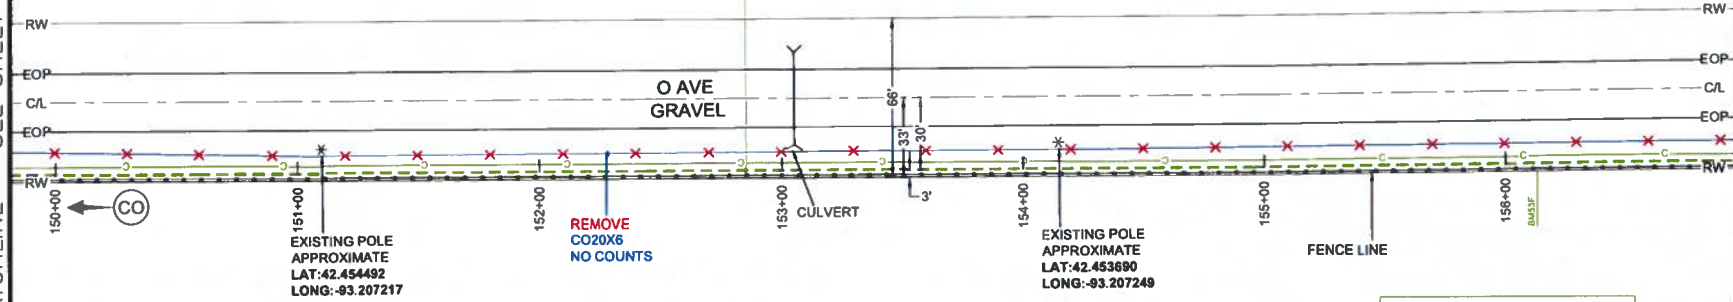 RW
RW
EOP
EOP
C/L
C/L
EOP
EOP
O AVE
GRAVEL
66'
33'
30'
C
C
C
C
C
C
C
C
RW
RW
3'
CO
150+00
151+00
152+00
153+00
154+00
155+00
156+00
EXISTING POLE
APPROXIMATE
LAT:42.454492
LONG:-93.207217
REMOVE
CO20X6
NO COUNTS
CULVERT
EXISTING POLE
APPROXIMATE
LAT:42.453690
LONG:-93.207249
FENCE LINE
BM53F